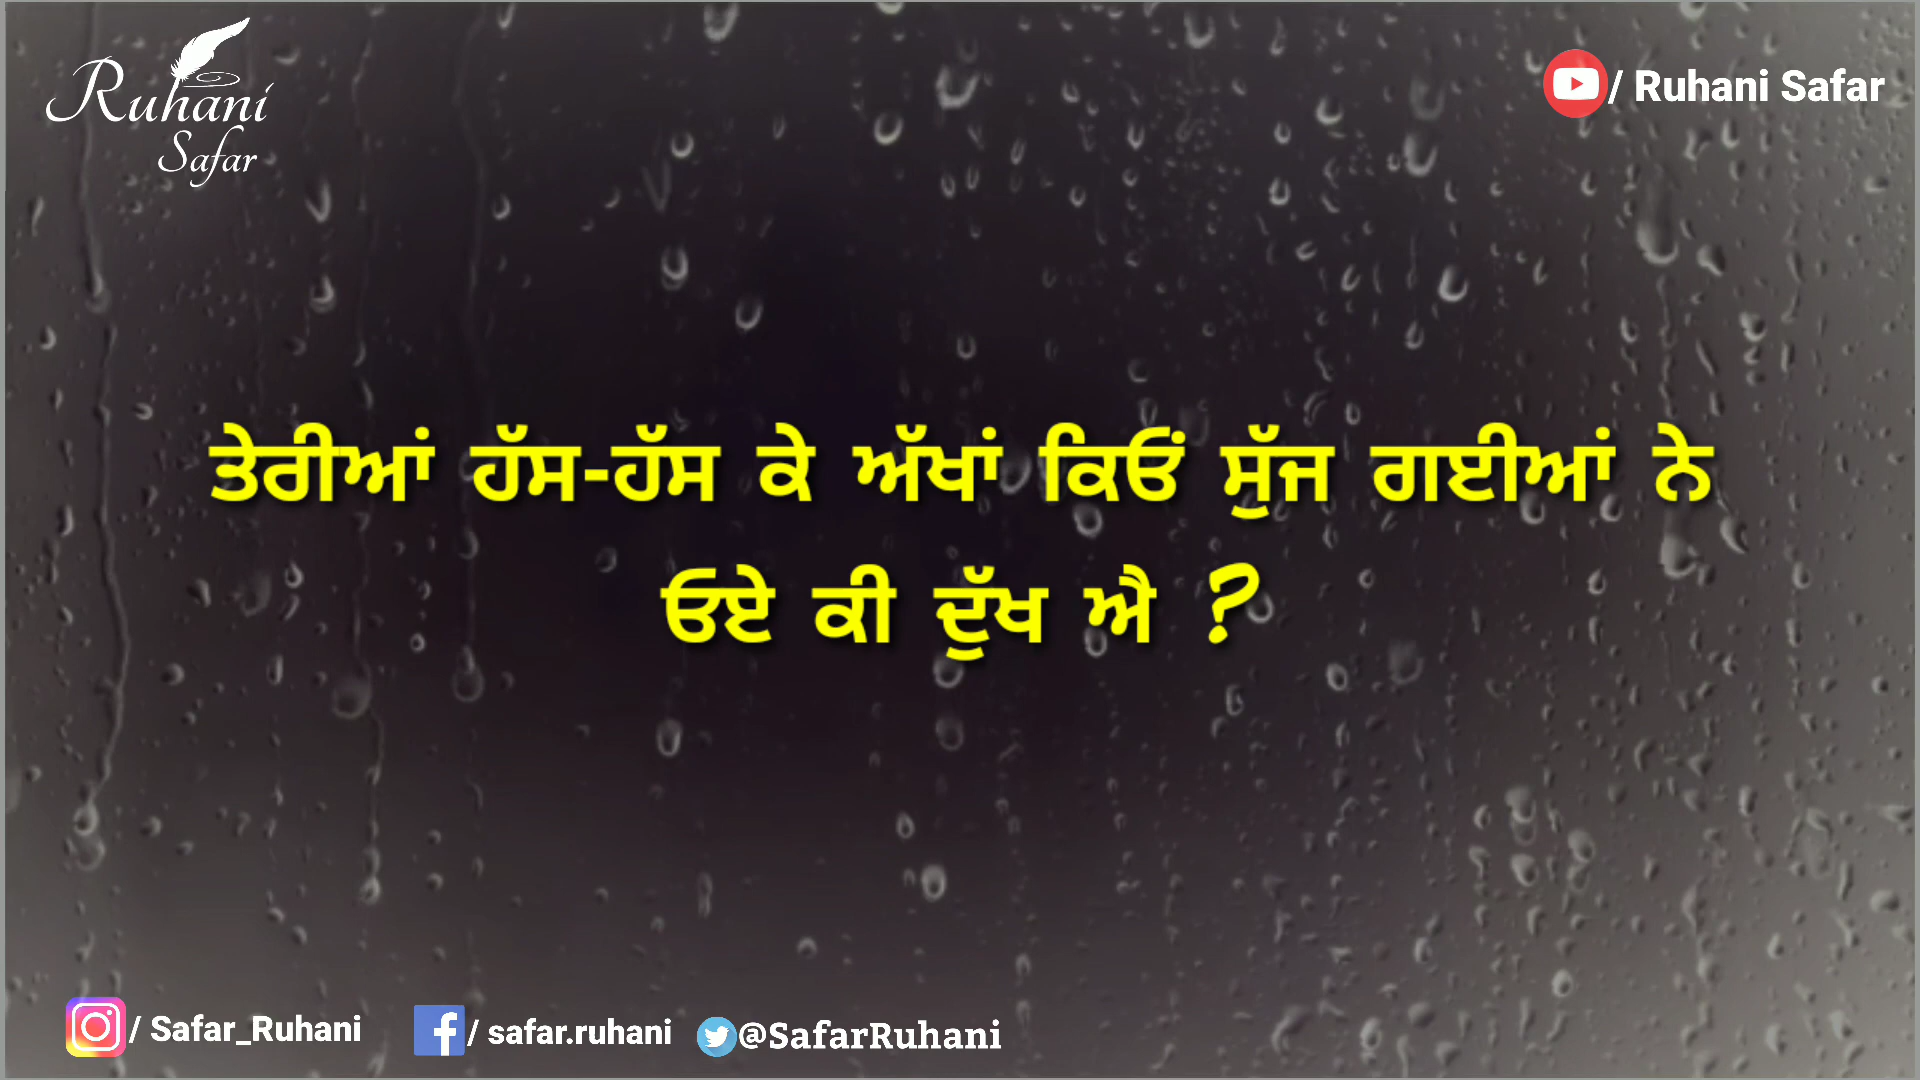 Ruhani
Safar
/ Ruhani Safar
ਤੇਰੀਆਂ ਹੱਸ-ਹੱਸ ਕੇ ਅੱਖਾਂ ਕਿਓਂ ਸੁੱਜ ਗਈਆਂ ਨੇ
ਓਏ ਕੀ ਦੁੱਖ ਐ ?
/ Safar_Ruhani
/ safar.ruhani
@SafarRuhani